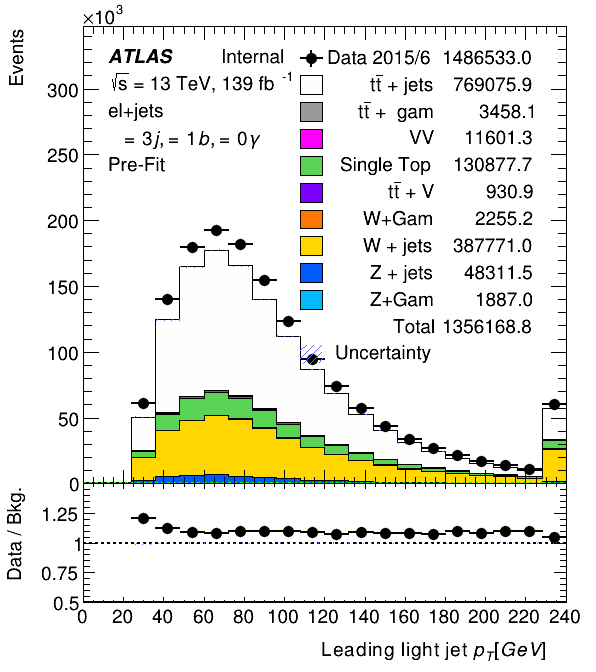 ×10³
Events
300
250
200
150
100
50
0
ATLAS Internal
√s = 13 TeV, 139 fb⁻¹
el+jets
= 3j, = 1b, = 0γ
Pre-Fit
Data 2015/6 1486533.0
tt̄ + jets 769075.9
tt̄ + gam 3458.1
VV 11601.3
Single Top 130877.7
tt̄ + V 930.9
W+Gam 2255.2
W + jets 387771.0
Z + jets 48311.5
Z+Gam 1887.0
Total 1356168.8
Uncertainty
Data / Bkg.
1.25
1
0.75
0.5
0 20 40 60 80 100 120 140 160 180 200 220 240
Leading light jet p_T[GeV]